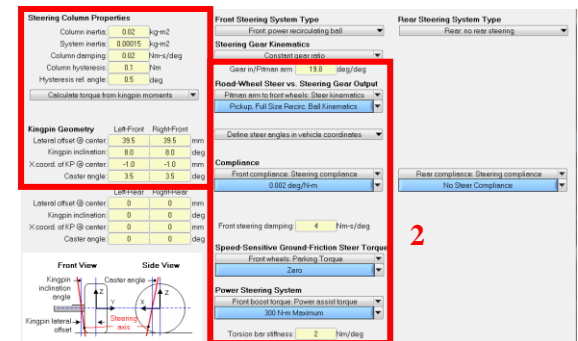 Steering Column Properties
Column inertia: 0.02 kg-m2
System inertia: 0.00015 kg-m2
Column damping: 0.02 Nm-s/deg
Column hysteresis: 0.1 Nm
Hysteresis ref. angle: 0.5 deg
Calculate torque from kingpin moments
Kingpin Geometry Left-Front Right-Front
Lateral offset @ center: 39.5 39.5 mm
Kingpin inclination: 8.0 8.0 deg
X coord. of KP @ center: -1.0 -1.0 mm
Caster angle: 3.5 3.5 deg
Left-Rear Right-Rear
Lateral offset @ center: 0 0 mm
Kingpin inclination: 0 0 deg
X coord. of KP @ center: 0 0 mm
Caster angle: 0 0 deg
Front View Side View
Kingpin inclination angle
Caster angle
Z
Y
X
Z
Kingpin lateral offset
Steering axis
Front Steering System Type
Front: power recirculating ball
Steering Gear Kinematics
Constant gear ratio
Gear in/Pitman arm 19.0 deg/deg
Road-Wheel Steer vs. Steering Gear Output
Pitman arm to front wheels: Steer kinematics
Pickup, Full Size Recirc. Ball Kinematics
Define steer angles in vehicle coordinates
Compliance
Front compliance: Steering compliance
0.002 deg/N-m
Front steering damping: 4 Nm-s/deg
Speed-Sensitive Ground-Friction Steer Torque
Front wheels: Parking Torque
Zero
Power Steering System
Front boost torque: Power assist torque
300 N-m Maximum
Torsion bar stiffness: 2 Nm/deg
2
Rear Steering System Type
Rear: no rear steering
Rear compliance: Steering compliance
No Steer Compliance